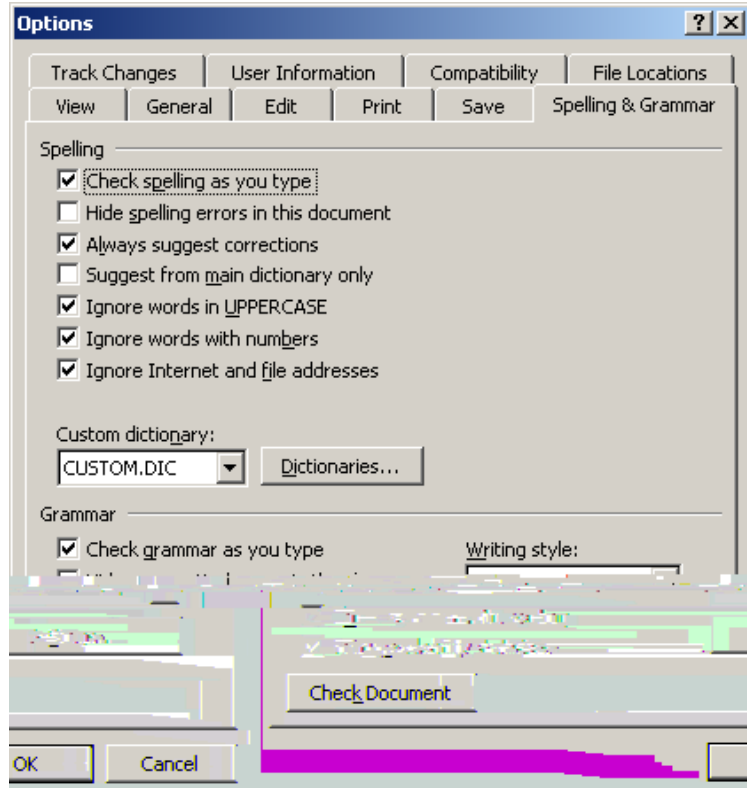 Options
Track Changes User Information Compatibility File Locations
View General Edit Print Save Spelling & Grammar
Spelling
Check spelling as you type
Hide spelling errors in this document
Always suggest corrections
Suggest from main dictionary only
Ignore words in UPPERCASE
Ignore words with numbers
Ignore Internet and file addresses
Custom dictionary:
CUSTOM.DIC Dictionaries...
Grammar
Check grammar as you type Writing style:
Check Document
OK Cancel